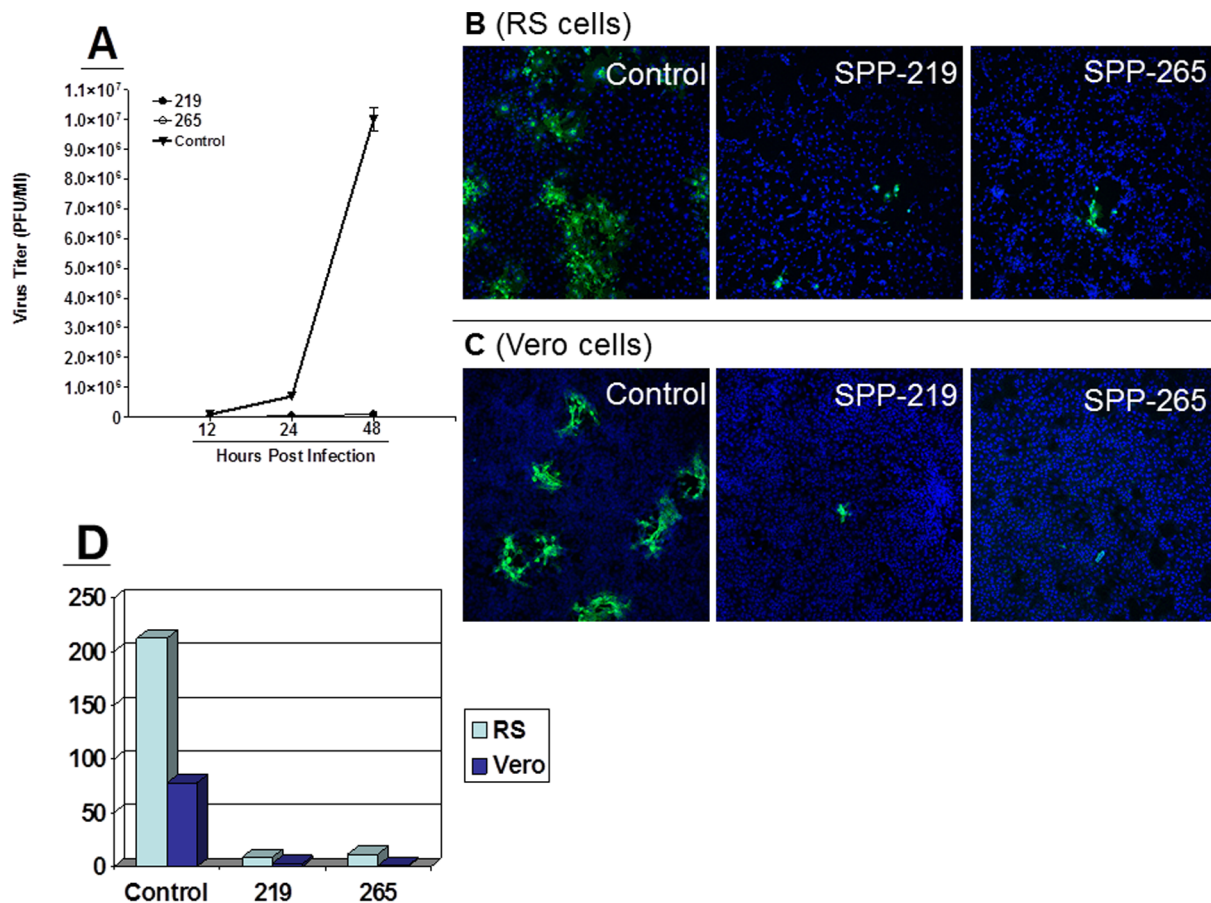 A
219
265
Control
1.1×10⁷
1.0×10⁷
9.0×10⁶
8.0×10⁶
7.0×10⁶
6.0×10⁶
5.0×10⁶
4.0×10⁶
3.0×10⁶
2.0×10⁶
1.0×10⁶
0
Virus Titer (PFU/Ml)
12 24 48
Hours Post Infection
B (RS cells)
Control
SPP-219
SPP-265
C (Vero cells)
Control
SPP-219
SPP-265
D
250
200
150
100
50
0
Control 219 265
RS
Vero